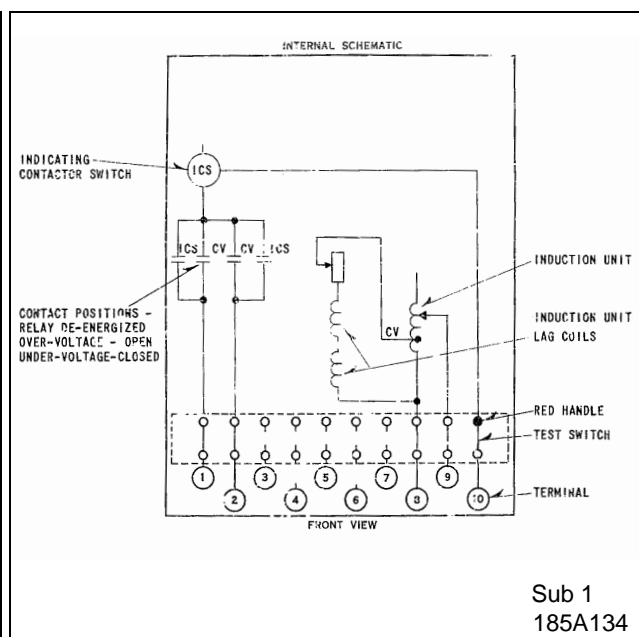 INTERNAL SCHEMATIC
INDICATING
CONTACTOR SWITCH
ICS
ICS CV CV ICS
CONTACT POSITIONS -
RELAY DE-ENERGIZED
OVER-VOLTAGE - OPEN
UNDER-VOLTAGE-CLOSED
INDUCTION UNIT
INDUCTION UNIT
LAG COILS
CV
RED HANDLE
TEST SWITCH
1 3 5 7 9
2 4 6 8 10
TERMINAL
FRONT VIEW
Sub 1
185A134